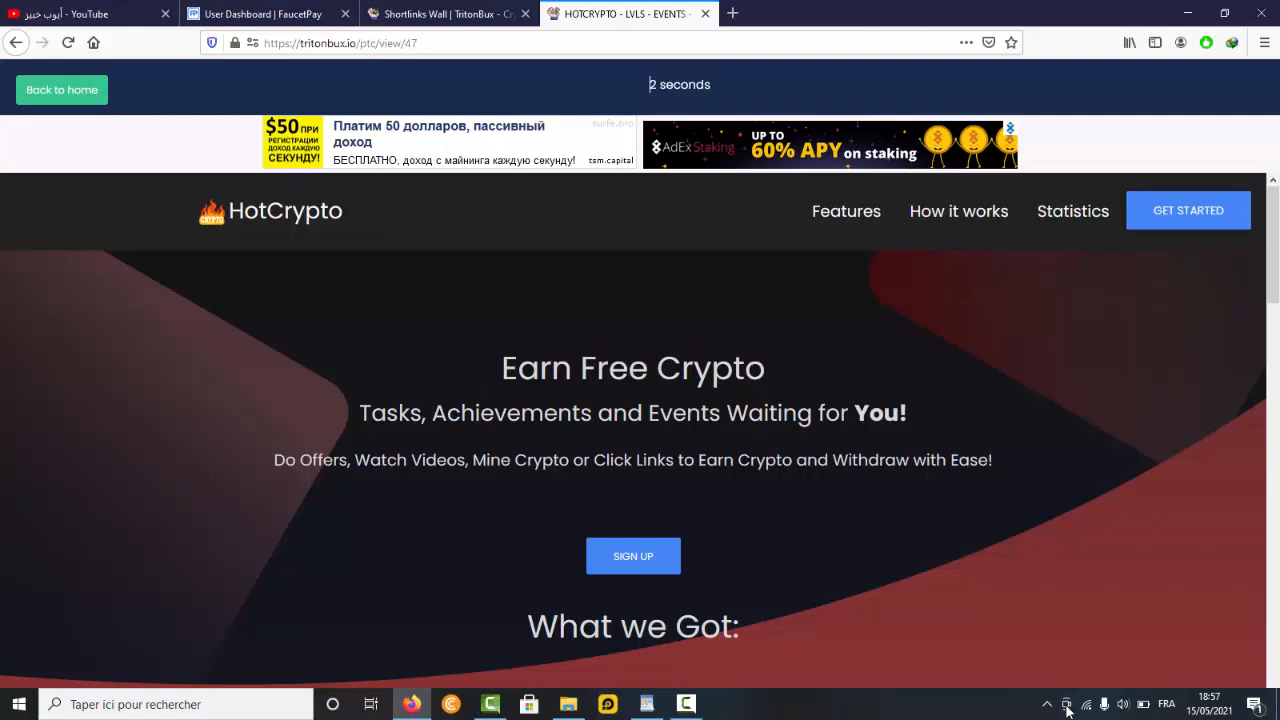 أيوب خبيز - YouTube
User Dashboard | FaucetPay
Shortlinks Wall | TritonBux - Cr
HOTCRYPTO - LVLS - EVENTS -
https://tritonbux.io/ptc/view/47
Back to home
2 seconds
$50 ПРИ
РЕГИСТРАЦИИ
ДОХОД КАЖДУЮ
СЕКУНДУ!
Платим 50 долларов, пассивный
доход
surfe.pro
БЕСПЛАТНО, доход с майнинга каждую секунду!
tsm.capital
AdEx Staking
UP TO
60% APY on staking
CRYPTO
HotCrypto
Features
How it works
Statistics
GET STARTED
Earn Free Crypto
Tasks, Achievements and Events Waiting for You!
Do Offers, Watch Videos, Mine Crypto or Click Links to Earn Crypto and Withdraw with Ease!
SIGN UP
What we Got:
Taper ici pour rechercher
FRA
18:57
15/05/2021